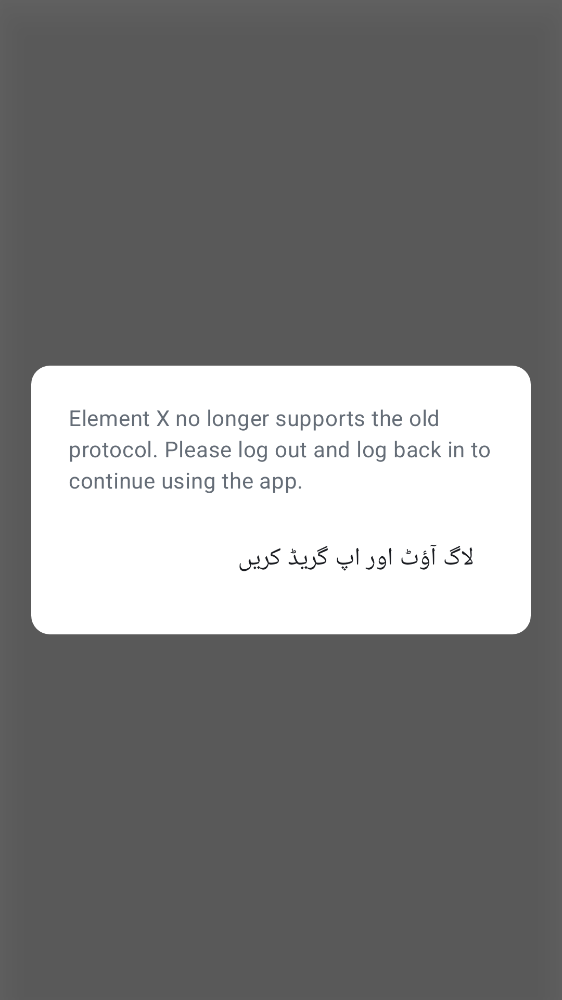 Element X no longer supports the old
protocol. Please log out and log back in to
continue using the app.
لاگ آؤٹ اور اپ گریڈ کریں